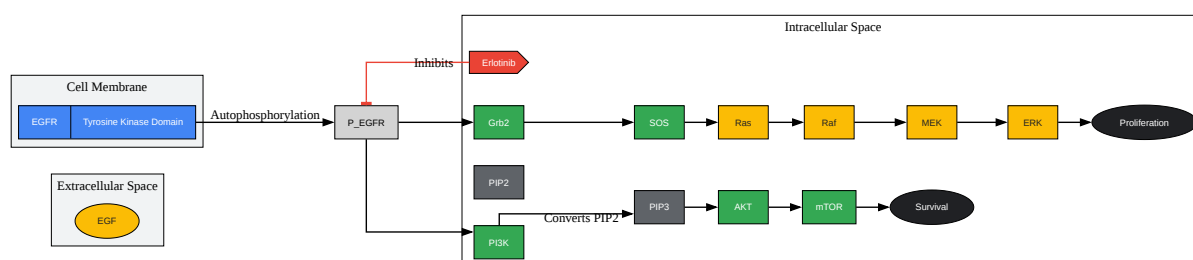 Intracellular Space
Inhibits
Erlotinib
Cell Membrane
EGFR
Tyrosine Kinase Domain
Autophosphorylation
P_EGFR
Grb2
SOS
Ras
Raf
MEK
ERK
Proliferation
PIP2
Extracellular Space
EGF
PI3K
Converts PIP2
PIP3
AKT
mTOR
Survival